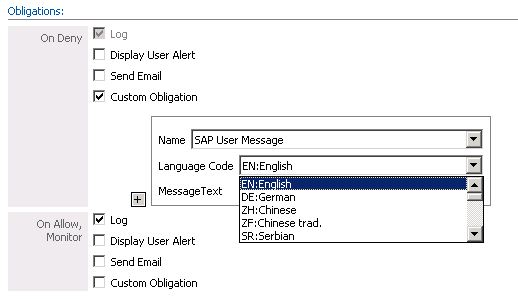 Obligations:
On Deny
Log
Display User Alert
Send Email
Custom Obligation
Name SAP User Message
Language Code EN:English
+ MessageText EN:English
DE:German
ZH:Chinese
ZF:Chinese trad.
SR:Serbian
On Allow, Monitor
Log
Display User Alert
Send Email
Custom Obligation